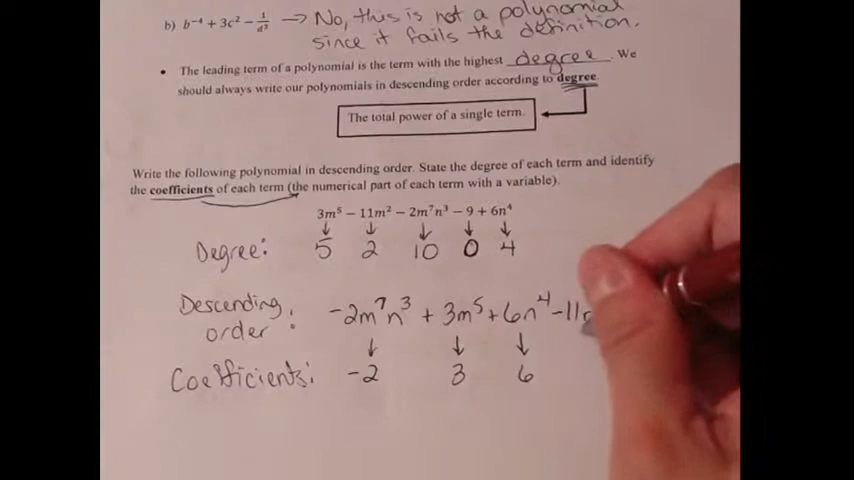 b) b⁻⁴ + 3c² − 1/d² → No, this is not a polynomial
since it fails the definition.
• The leading term of a polynomial is the term with the highest degree. We
should always write our polynomials in descending order according to degree.
The total power of a single term.
Write the following polynomial in descending order. State the degree of each term and identify
the coefficients of each term (the numerical part of each term with a variable).
3m⁵ − 11m² − 2m⁷n³ − 9 + 6n⁴
↓ ↓ ↓ ↓ ↓
Degree: 5 2 10 0 4
Descending order: -2m⁷n³ + 3m⁵ + 6n⁴ - 11
↓ ↓ ↓
Coefficients: -2 3 6